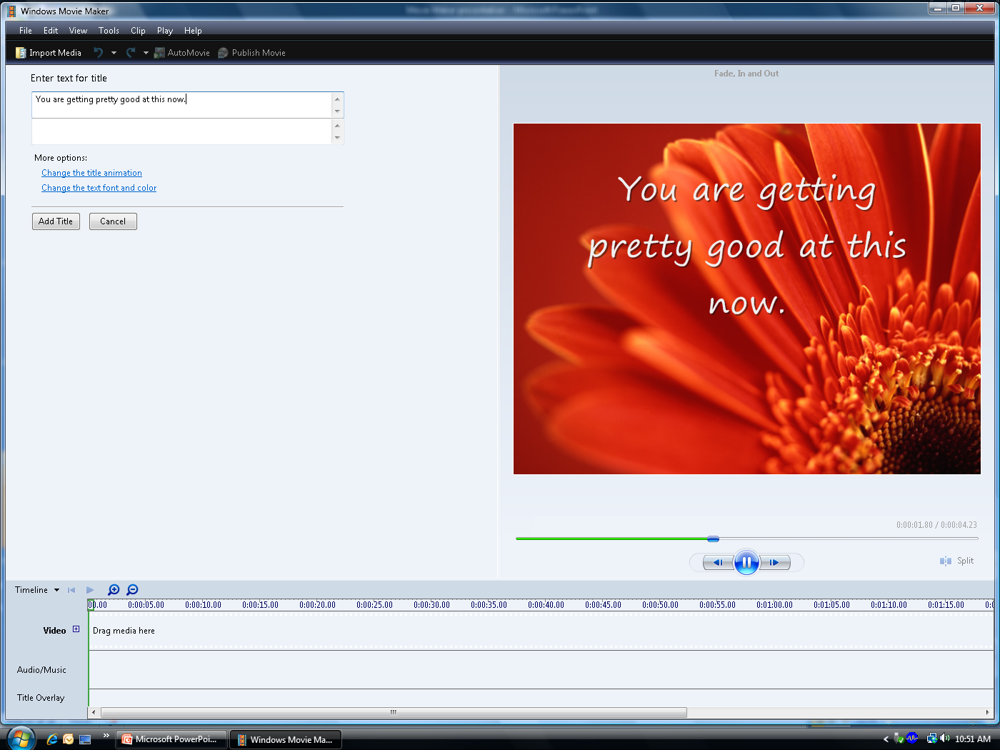 Windows Movie Maker
File Edit View Tools Clip Play Help
Import Media AutoMovie Publish Movie
Enter text for title
You are getting pretty good at this now.
More options:
Change the title animation
Change the text font and color
Add Title Cancel
Fade, In and Out
You are getting
pretty good at this
now.
0:00:01.80 / 0:00:04.23
Split
Timeline
00.00 0:00:05.00 0:00:10.00 0:00:15.00 0:00:20.00 0:00:25.00 0:00:30.00 0:00:35.00 0:00:40.00 0:00:45.00 0:00:50.00 0:00:55.00 0:01:00.00 0:01:05.00 0:01:10.00 0:01:15.00
Video Drag media here
Audio/Music
Title Overlay
Microsoft PowerPoi... Windows Movie Ma... 10:51 AM